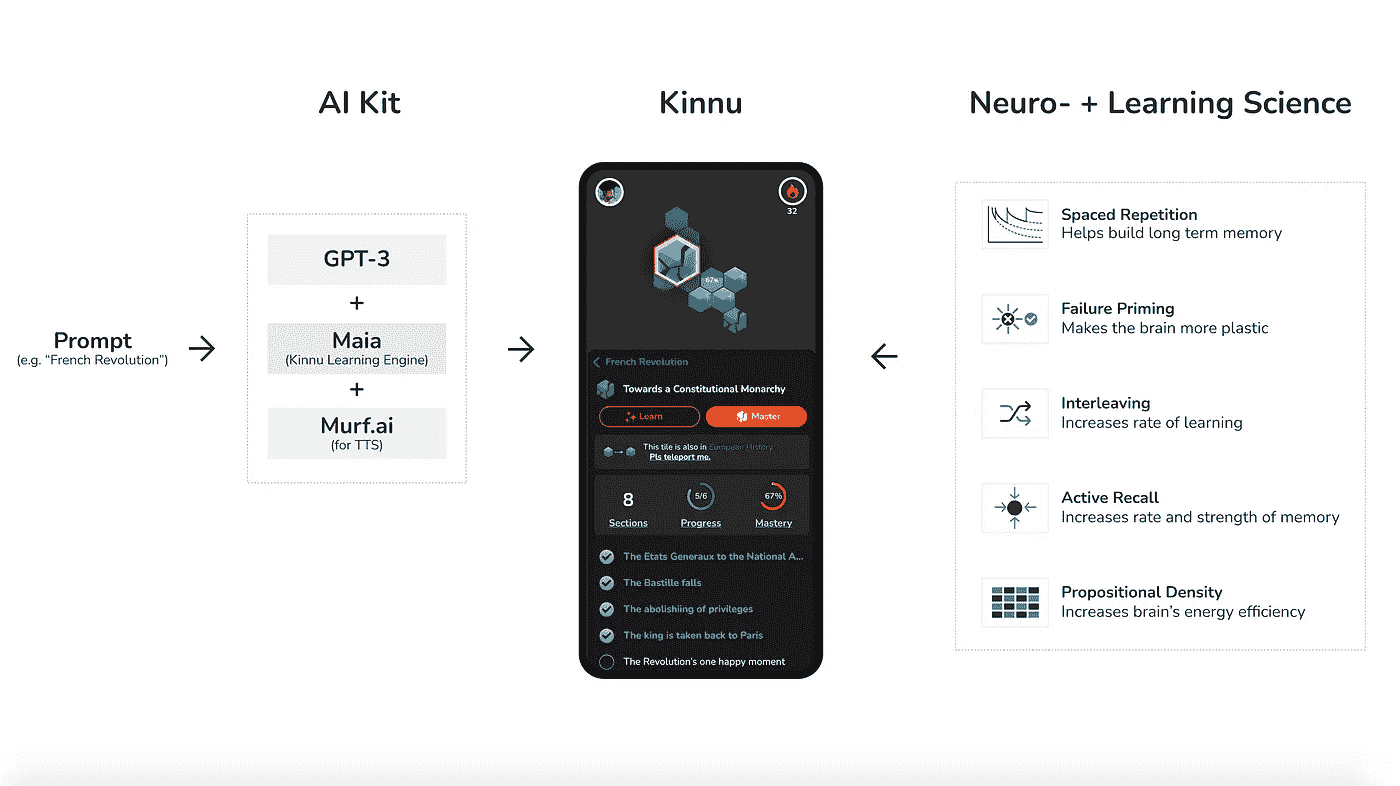 AI Kit
Kinnu
Neuro- + Learning Science
Prompt
(e.g. “French Revolution”)
GPT-3
+
Maia
(Kinnu Learning Engine)
+
Murf.ai
(for TTS)
32
67%
French Revolution
Towards a Constitutional Monarchy
Learn
Master
This tile is also in European History
Pls teleport me.
8
5/6
67%
Sections
Progress
Mastery
The Etats Generaux to the National A...
The Bastille falls
The abolishiing of privileges
The king is taken back to Paris
The Revolution's one happy moment
Spaced Repetition
Helps build long term memory
Failure Priming
Makes the brain more plastic
Interleaving
Increases rate of learning
Active Recall
Increases rate and strength of memory
Propositional Density
Increases brain’s energy efficiency